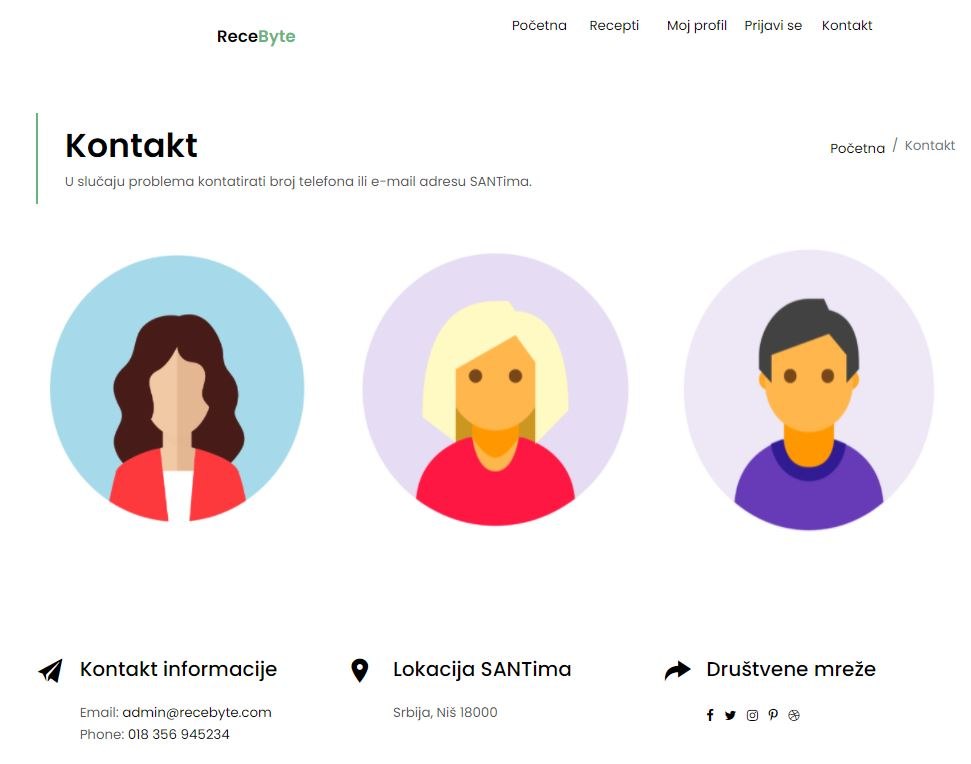 ReceByte
Početna Recepti Moj profil Prijavi se Kontakt
Kontakt
Početna / Kontakt
U slučaju problema kontatirati broj telefona ili e-mail adresu SANTima.
Kontakt informacije
Email: admin@recebyte.com
Phone: 018 356 945234
Lokacija SANTima
Srbija, Niš 18000
Društvene mreže